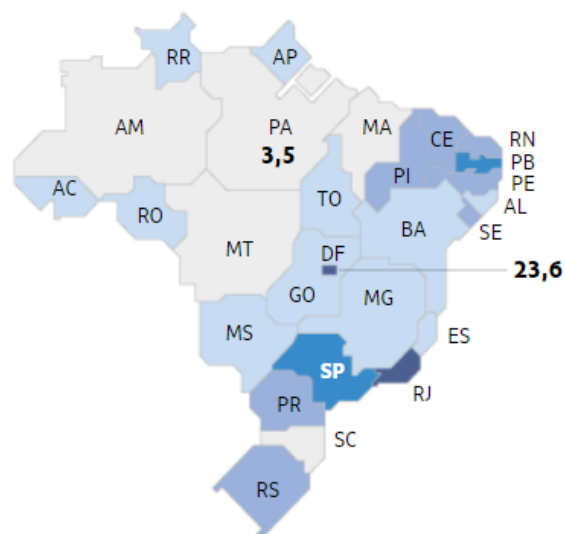 RR
AP
AM
PA
3,5
MA
CE
RN
PB
PE
AL
SE
PI
AC
RO
TO
BA
MT
DF
23,6
GO
MG
MS
ES
SP
RJ
PR
SC
RS